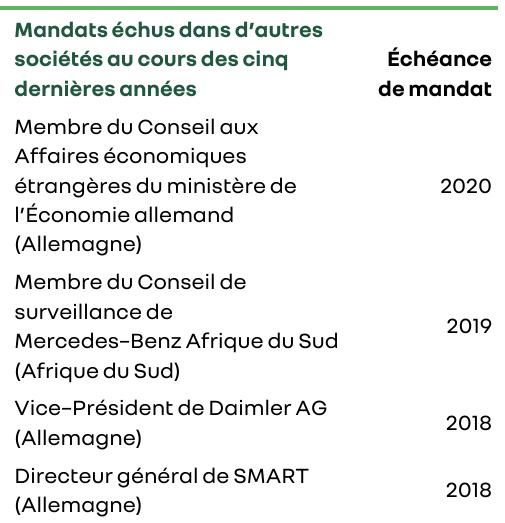 Mandats échus dans d’autres
sociétés au cours des cinq Échéance
dernières années de mandat
Membre du Conseil aux
Affaires économiques
étrangères du ministère de 2020
l’Économie allemand
(Allemagne)
Membre du Conseil de
surveillance de
Mercedes-Benz Afrique du Sud 2019
(Afrique du Sud)
Vice-Président de Daimler AG 2018
(Allemagne)
Directeur général de SMART 2018
(Allemagne)